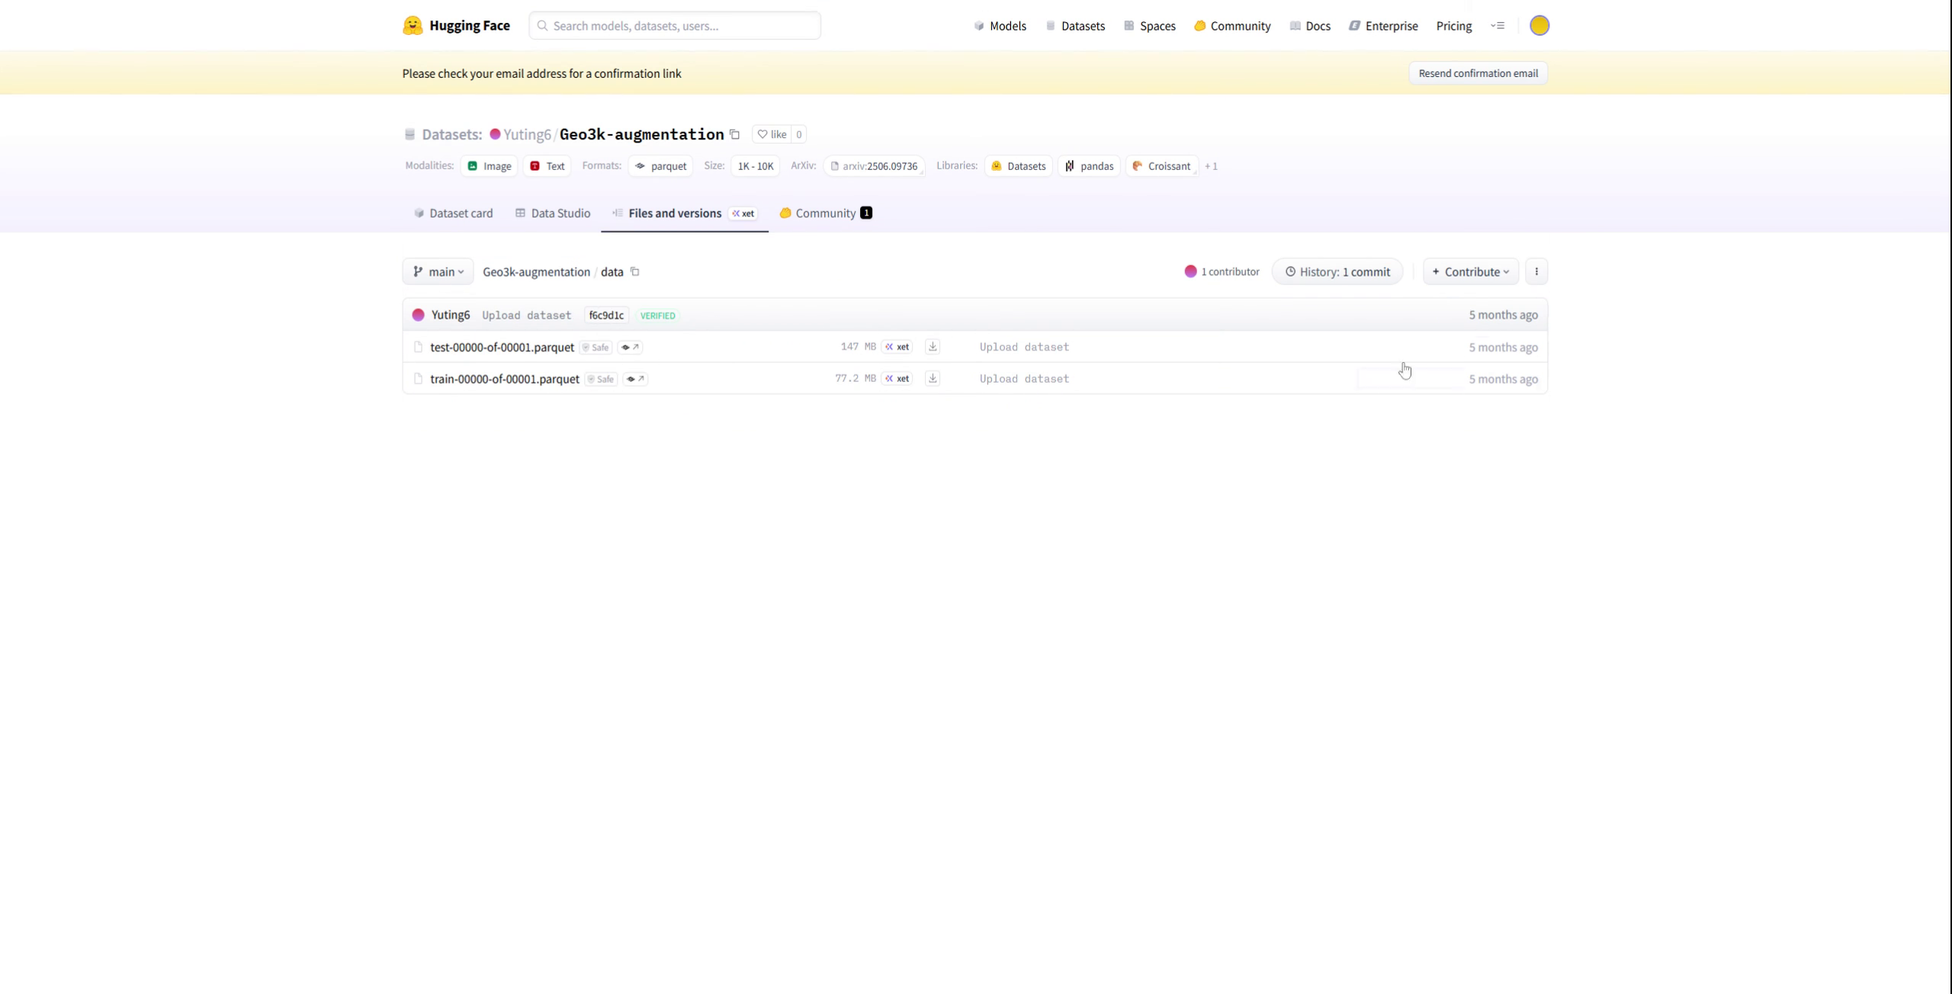 Hugging Face Search models, datasets, users... Models Datasets Spaces Community Docs Enterprise Pricing
Please check your email address for a confirmation link Resend confirmation email
Datasets: Yuting6/Geo3k-augmentation like 0
Modalities: Image Text Formats: parquet Size: 1K - 10K ArXiv: arxiv:2506.09736 Libraries: Datasets pandas Croissant + 1
Dataset card Data Studio Files and versions xet Community 1
main Geo3k-augmentation / data 1 contributor History: 1 commit + Contribute
Yuting6 Upload dataset f6c9d1c VERIFIED 5 months ago
test-00000-of-00001.parquet Safe 147 MB xet Upload dataset 5 months ago
train-00000-of-00001.parquet Safe 77.2 MB xet Upload dataset 5 months ago